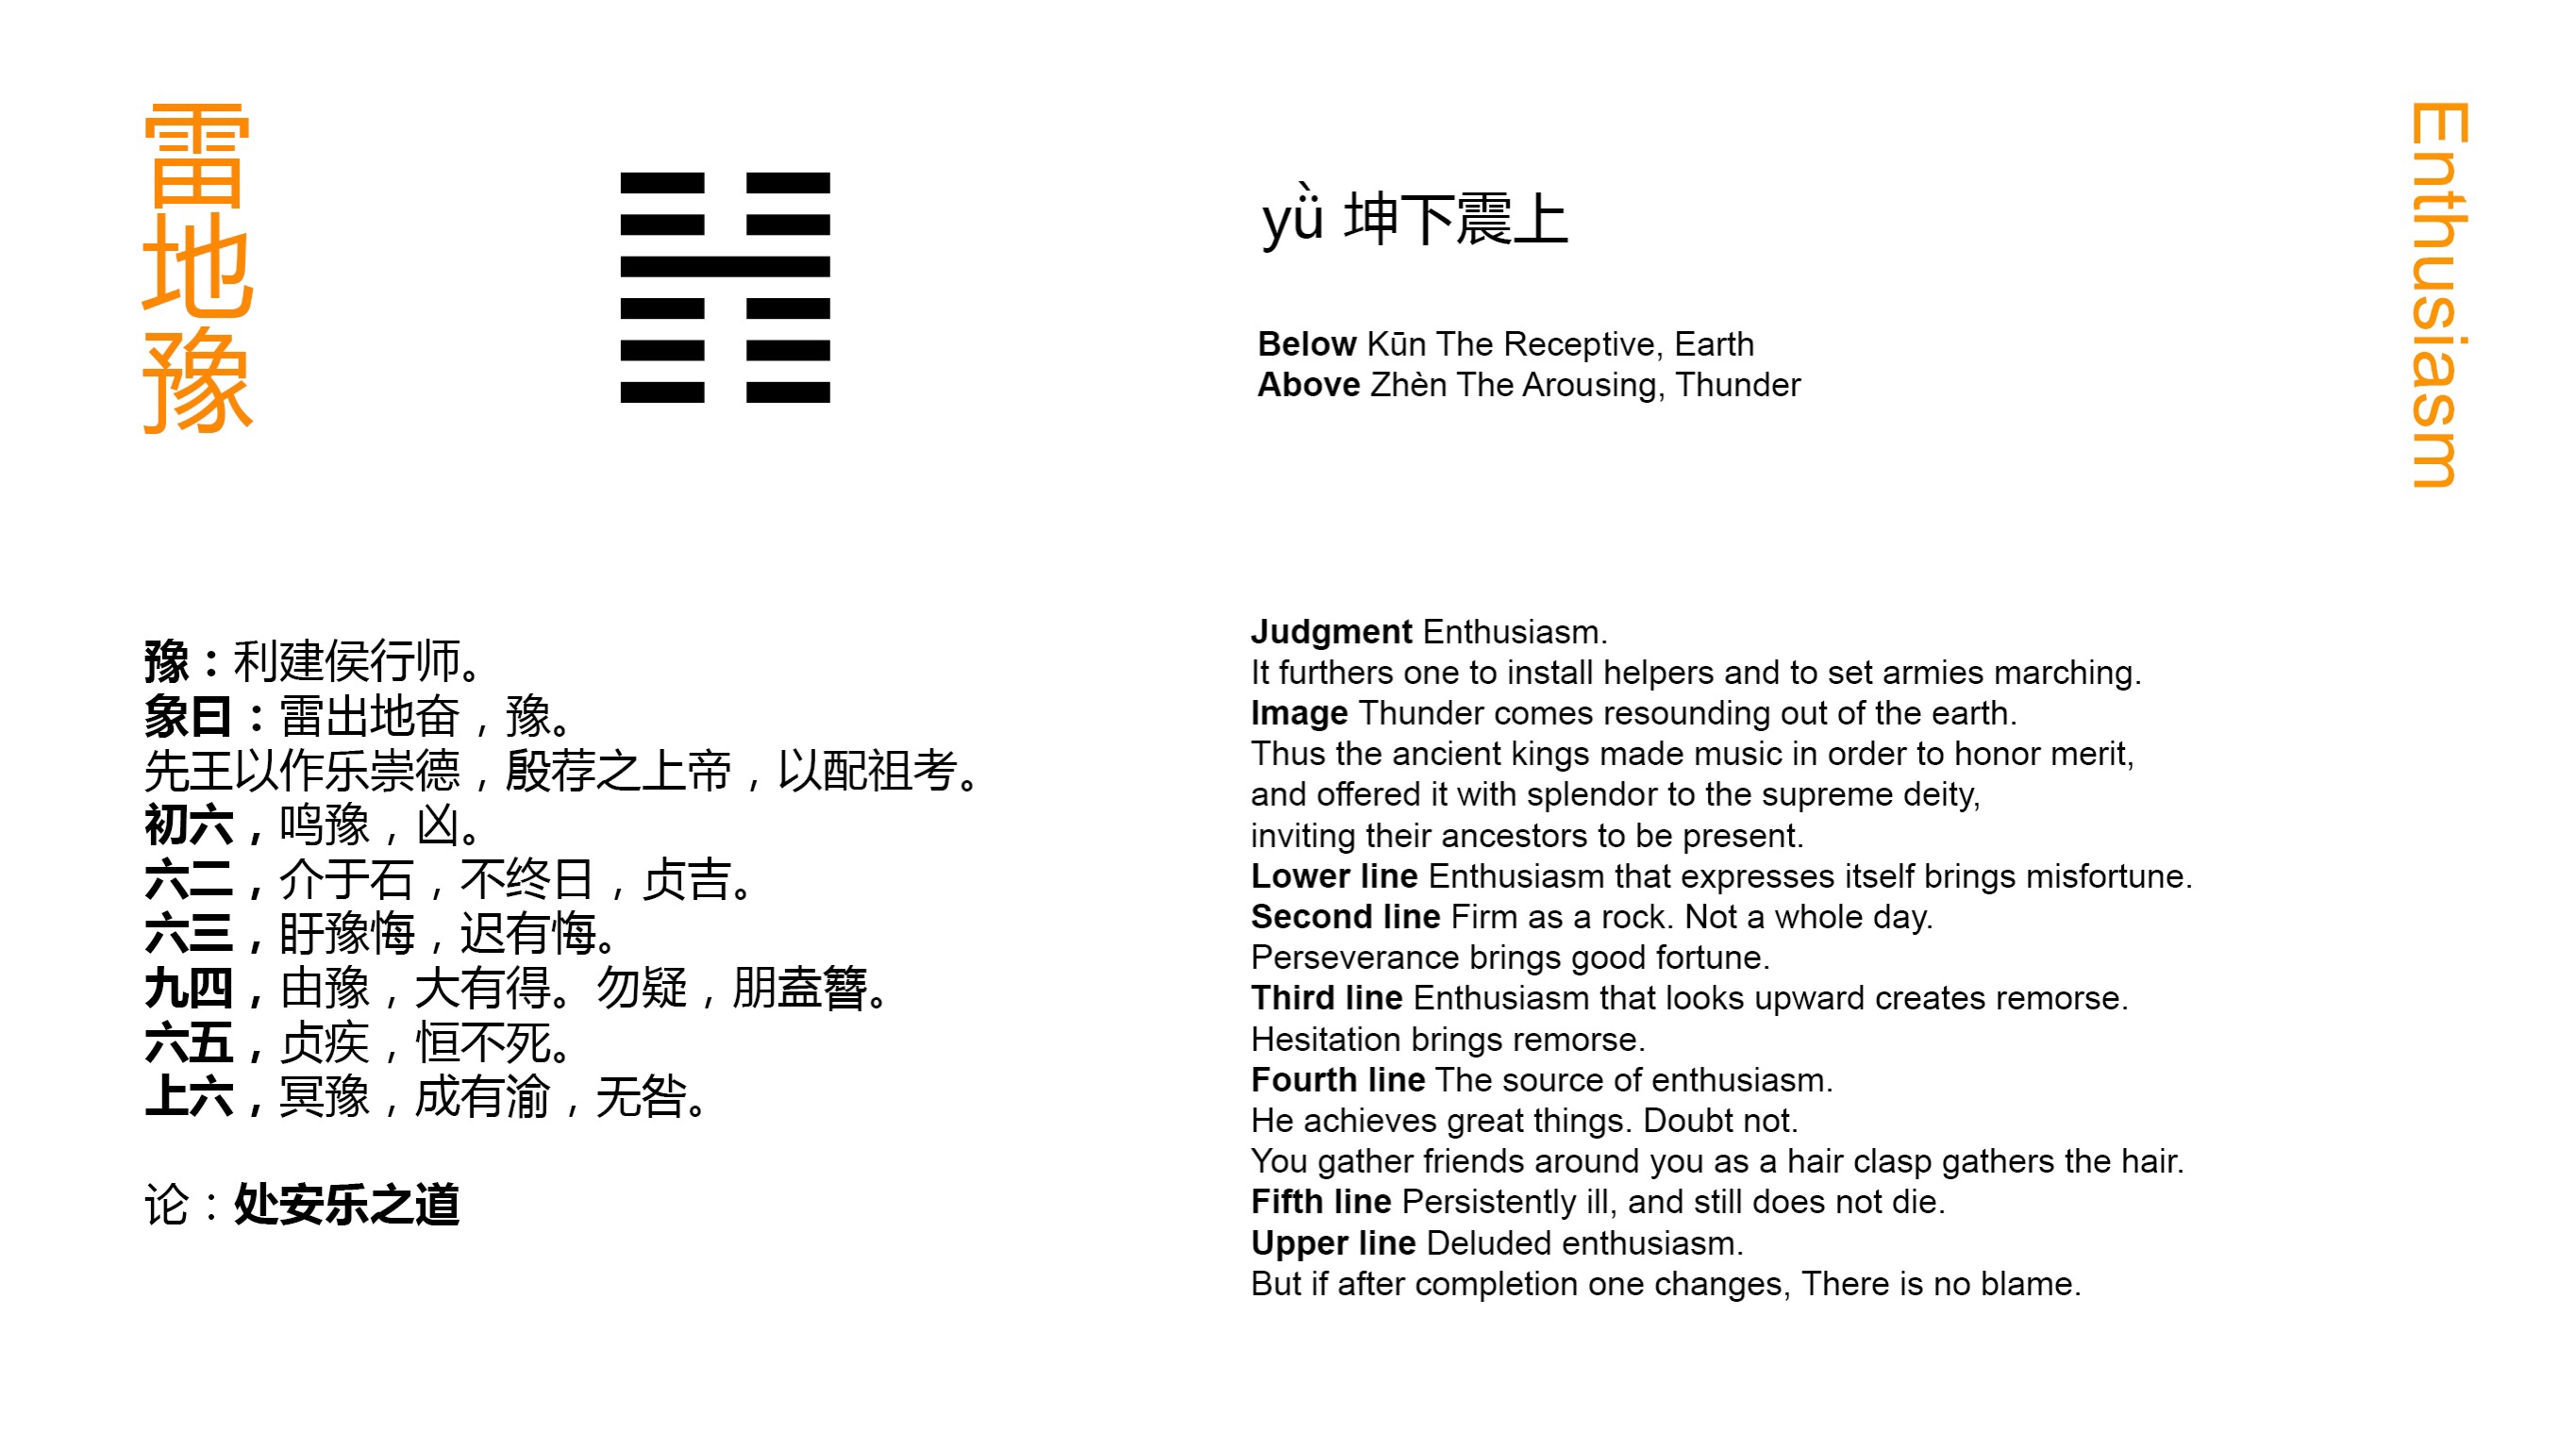 雷地豫
yǜ 坤下震上
Below Kūn The Receptive, Earth
Above Zhèn The Arousing, Thunder
Enthusiasm
豫：利建侯行师。
象曰：雷出地奋，豫。
先王以作乐崇德，殷荐之上帝，以配祖考。
初六，鸣豫，凶。
六二，介于石，不终日，贞吉。
六三，盱豫悔，迟有悔。
九四，由豫，大有得。勿疑，朋盍簪。
六五，贞疾，恒不死。
上六，冥豫，成有渝，无咎。
论：处安乐之道
Judgment Enthusiasm.
It furthers one to install helpers and to set armies marching.
Image Thunder comes resounding out of the earth.
Thus the ancient kings made music in order to honor merit,
and offered it with splendor to the supreme deity,
inviting their ancestors to be present.
Lower line Enthusiasm that expresses itself brings misfortune.
Second line Firm as a rock. Not a whole day.
Perseverance brings good fortune.
Third line Enthusiasm that looks upward creates remorse.
Hesitation brings remorse.
Fourth line The source of enthusiasm.
He achieves great things. Doubt not.
You gather friends around you as a hair clasp gathers the hair.
Fifth line Persistently ill, and still does not die.
Upper line Deluded enthusiasm.
But if after completion one changes, There is no blame.